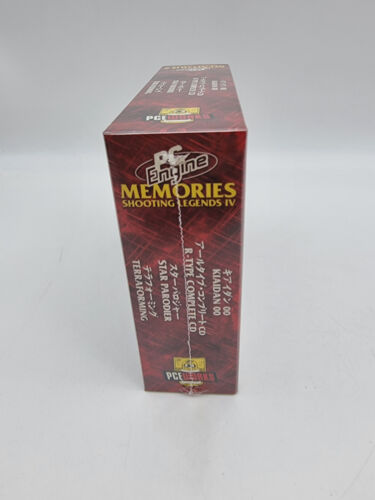 PC Engine
MEMORIES
SHOOTING LEGENDS IV
キアイダン 00
KIAIDAN 00
アールタイプ・コンプリートCD
R-TYPE COMPLETE CD
スターパロジャー
STAR PARODIER
テラフォーミング
TERRAFORMING
PCEWORKS
PCEWORKS